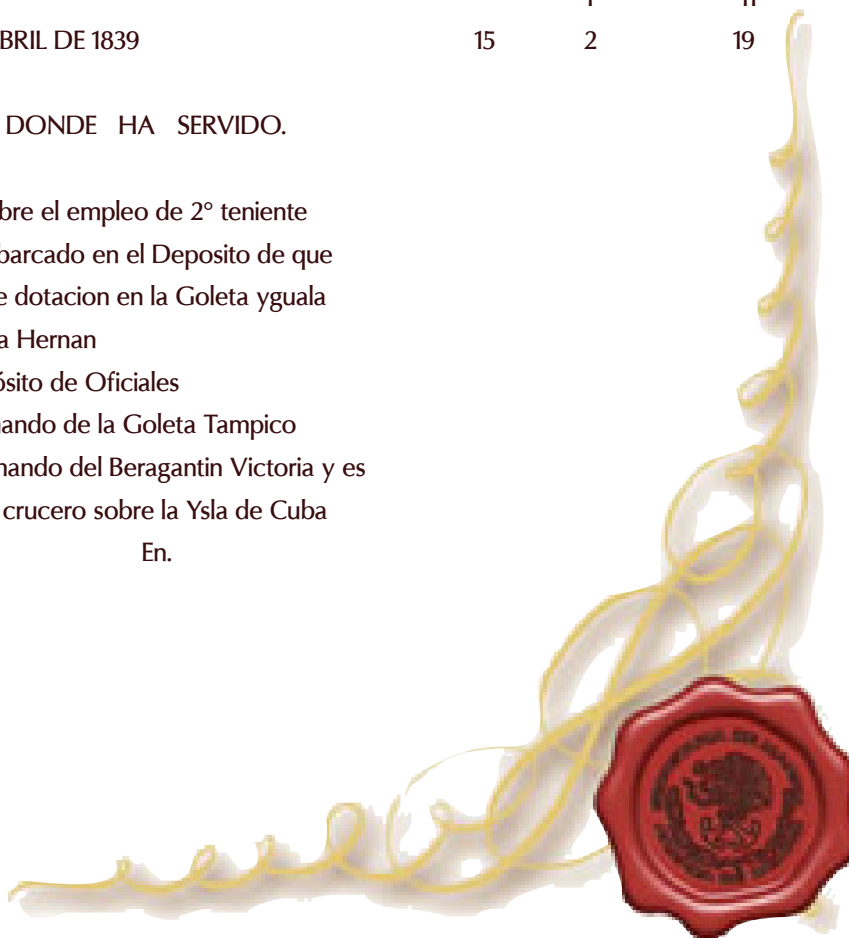 BRIL DE 1839 15 2 19
DONDE HA SERVIDO.
bre el empleo de 2° teniente
barcado en el Deposito de que
e dotacion en la Goleta yguala
a Hernan
ósito de Oficiales
ando de la Goleta Tampico
nando del Beragantin Victoria y es
crucero sobre la Ysla de Cuba
En.